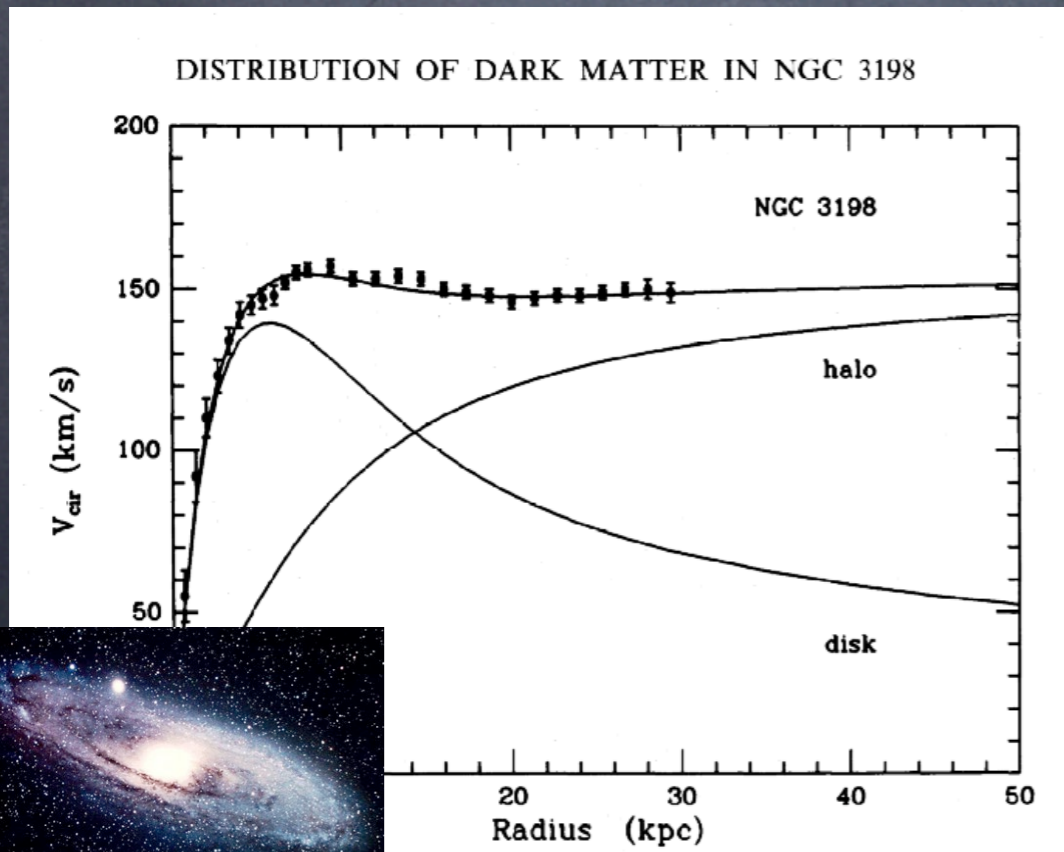 DISTRIBUTION OF DARK MATTER IN NGC 3198
200
NGC 3198
150
halo
100
V_cir (km/s)
50
disk
20
30
40
50
Radius (kpc)